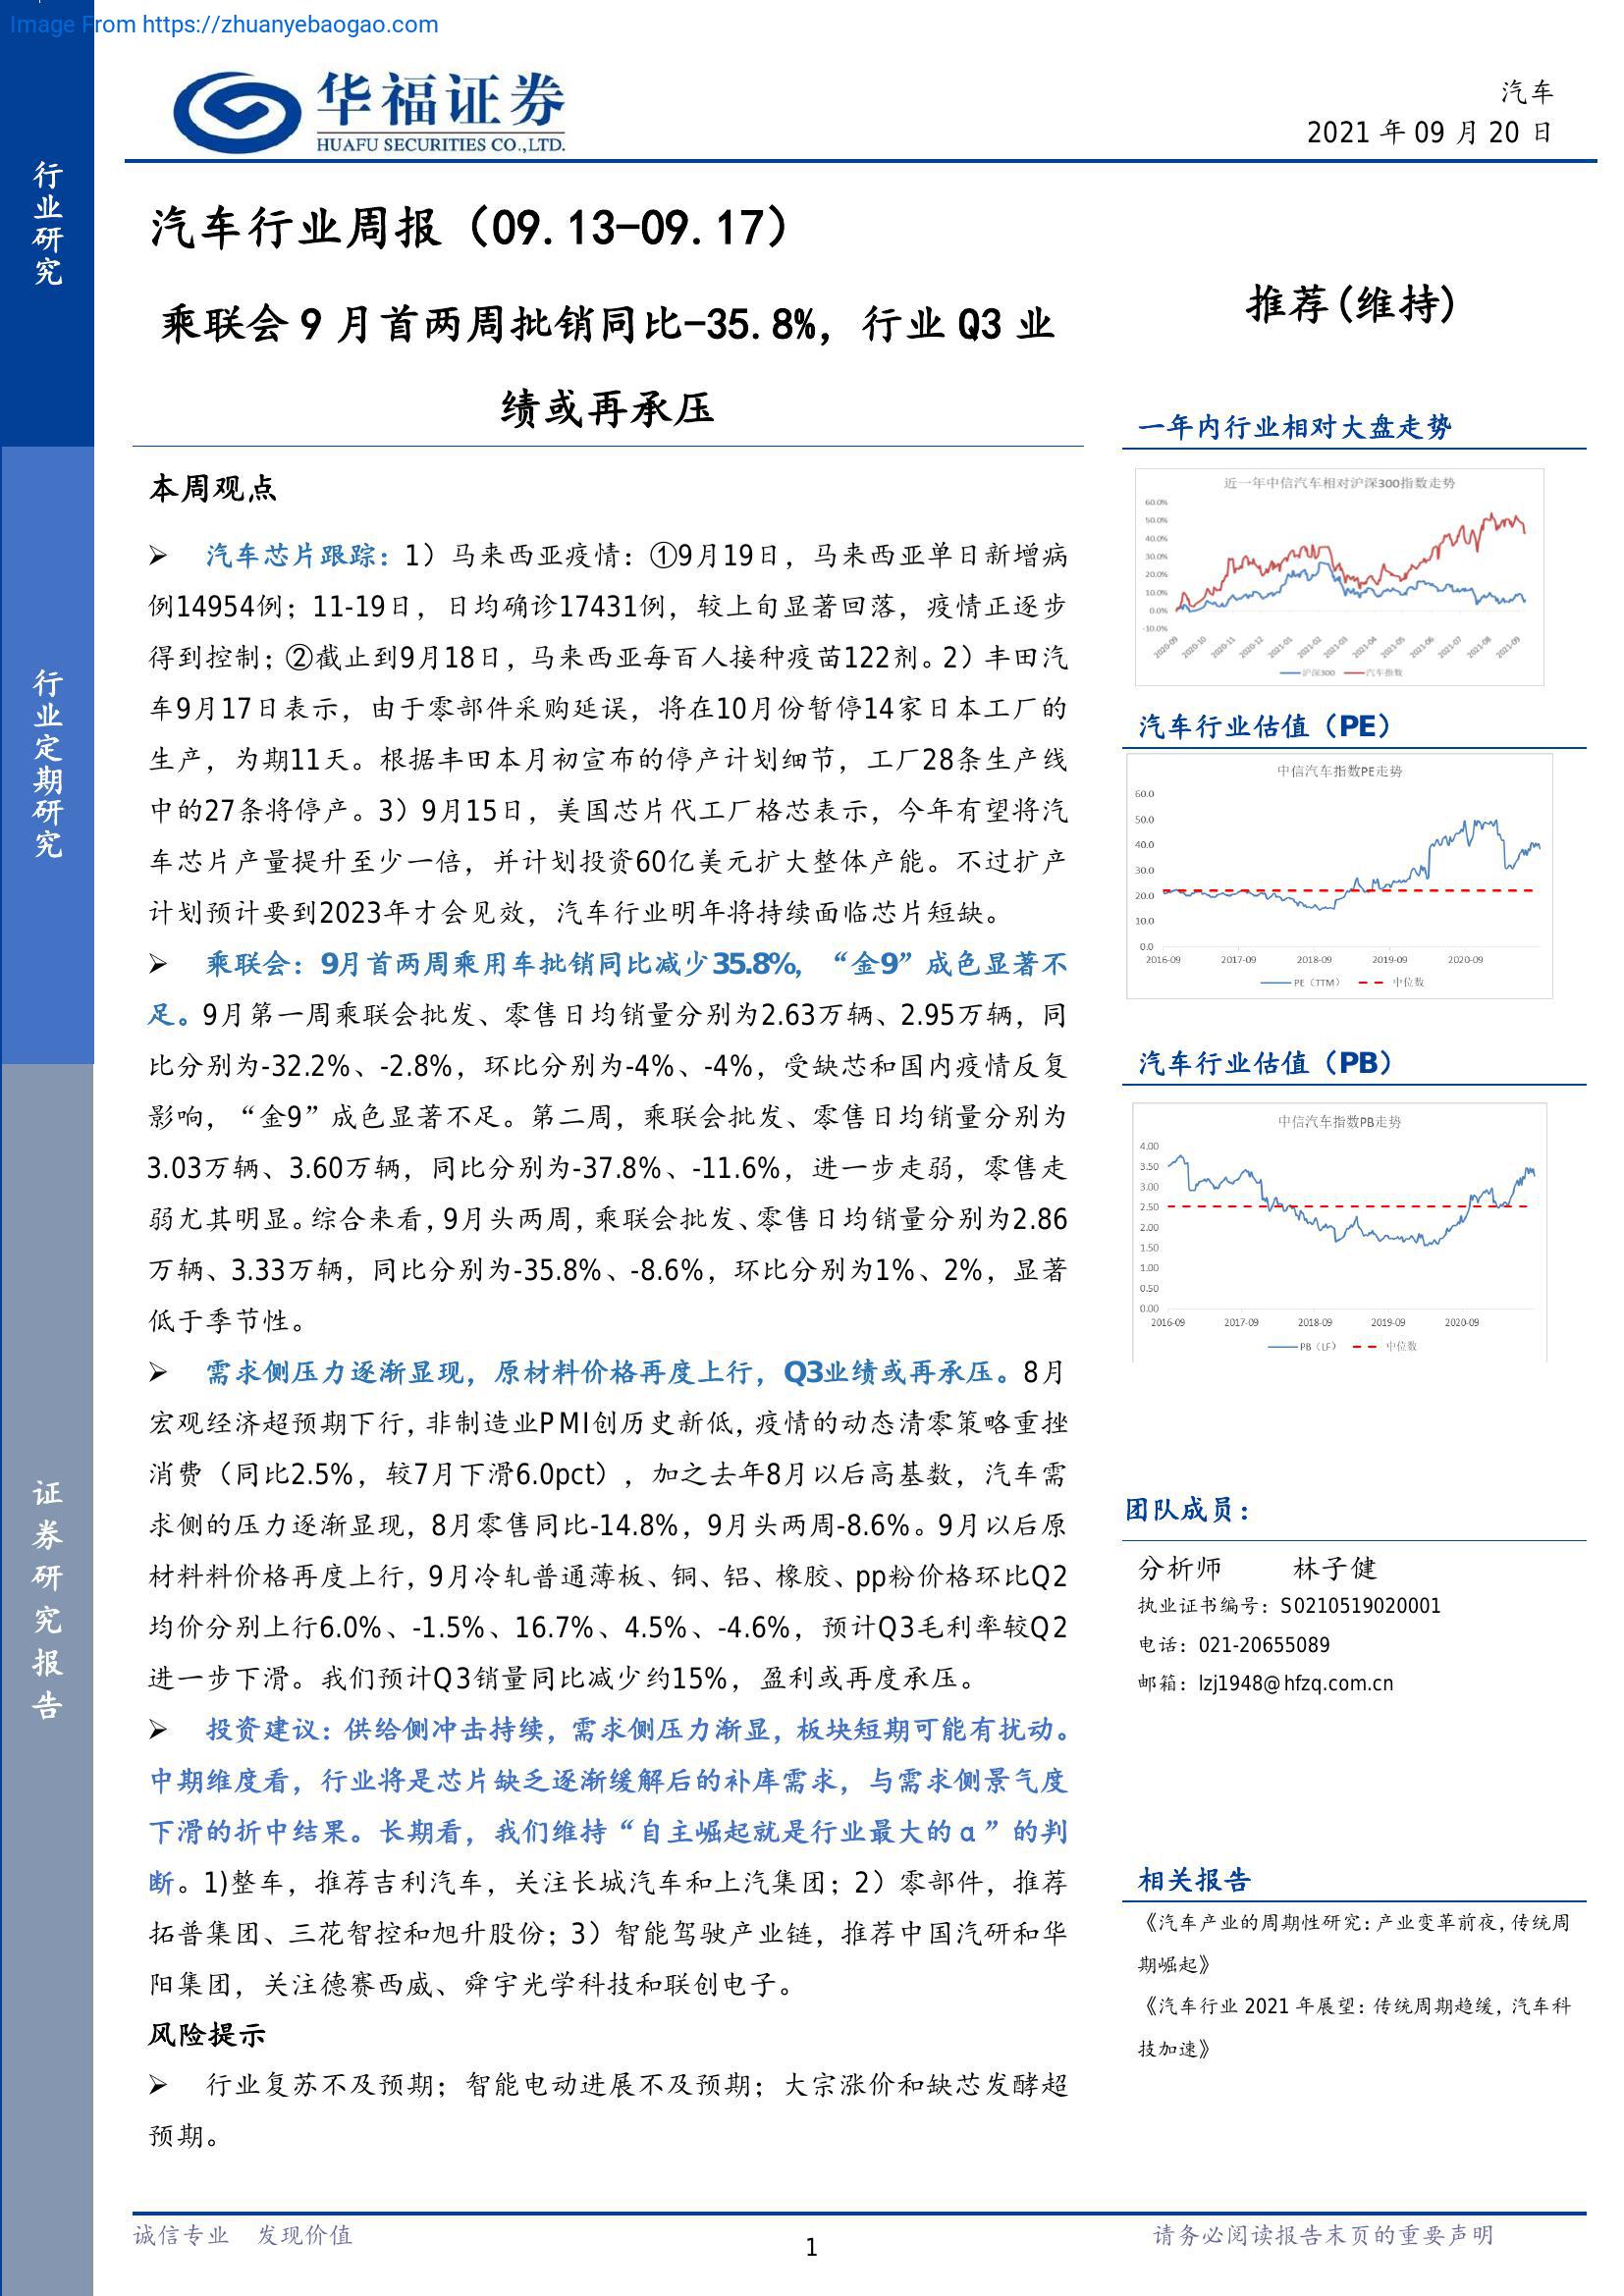 Image From https://zhuanyebaogao.com
华福证券
HUAFU SECURITIES CO.,LTD.
汽车
2021 年 09 月 20 日
行业研究
行业定期研究
证券研究报告
汽车行业周报（09.13-09.17）
乘联会 9 月首两周批销同比-35.8%，行业 Q3 业
绩或再承压
推荐(维持)
本周观点
➢ 汽车芯片跟踪：1）马来西亚疫情：①9月19日，马来西亚单日新增病
例14954例；11-19日，日均确诊17431例，较上旬显著回落，疫情正逐步
得到控制；②截止到9月18日，马来西亚每百人接种疫苗122剂。2）丰田汽
车9月17日表示，由于零部件采购延误，将在10月份暂停14家日本工厂的
生产，为期11天。根据丰田本月初宣布的停产计划细节，工厂28条生产线
中的27条将停产。3）9月15日，美国芯片代工厂格芯表示，今年有望将汽
车芯片产量提升至少一倍，并计划投资60亿美元扩大整体产能。不过扩产
计划预计要到2023年才会见效，汽车行业明年将持续面临芯片短缺。
➢ 乘联会：9月首两周乘用车批销同比减少35.8%，“金9”成色显著不
足。9月第一周乘联会批发、零售日均销量分别为2.63万辆、2.95万辆，同
比分别为-32.2%、-2.8%，环比分别为-4%、-4%，受缺芯和国内疫情反复
影响，“金9”成色显著不足。第二周，乘联会批发、零售日均销量分别为
3.03万辆、3.60万辆，同比分别为-37.8%、-11.6%，进一步走弱，零售走
弱尤其明显。综合来看，9月头两周，乘联会批发、零售日均销量分别为2.86
万辆、3.33万辆，同比分别为-35.8%、-8.6%，环比分别为1%、2%，显著
低于季节性。
➢ 需求侧压力逐渐显现，原材料价格再度上行，Q3业绩或再承压。8月
宏观经济超预期下行，非制造业PMI创历史新低，疫情的动态清零策略重挫
消费（同比2.5%，较7月下滑6.0pct），加之去年8月以后高基数，汽车需
求侧的压力逐渐显现，8月零售同比-14.8%，9月头两周-8.6%。9月以后原
材料料价格再度上行，9月冷轧普通薄板、铜、铝、橡胶、pp粉价格环比Q2
均价分别上行6.0%、-1.5%、16.7%、4.5%、-4.6%，预计Q3毛利率较Q2
进一步下滑。我们预计Q3销量同比减少约15%，盈利或再度承压。
➢ 投资建议：供给侧冲击持续，需求侧压力渐显，板块短期可能有扰动。
中期维度看，行业将是芯片缺乏逐渐缓解后的补库需求，与需求侧景气度
下滑的折中结果。长期看，我们维持“自主崛起就是行业最大的α”的判
断。1)整车，推荐吉利汽车，关注长城汽车和上汽集团；2）零部件，推荐
拓普集团、三花智控和旭升股份；3）智能驾驶产业链，推荐中国汽研和华
阳集团，关注德赛西威、舜宇光学科技和联创电子。
风险提示
➢ 行业复苏不及预期；智能电动进展不及预期；大宗涨价和缺芯发酵超
预期。
一年内行业相对大盘走势
近一年中信汽车相对沪深300指数走势
60.0%
50.0%
40.0%
30.0%
20.0%
10.0%
0.0%
-10.0%
2020-09 2020-10 2020-11 2020-12 2021-01 2021-02 2021-03 2021-04 2021-05 2021-06 2021-07 2021-08 2021-09
沪深300 汽车指数
汽车行业估值（PE）
中信汽车指数PE走势
60.0
50.0
40.0
30.0
20.0
10.0
0.0
2016-09 2017-09 2018-09 2019-09 2020-09
PE（TTM） 中位数
汽车行业估值（PB）
中信汽车指数PB走势
4.00
3.50
3.00
2.50
2.00
1.50
1.00
0.50
0.00
2016-09 2017-09 2018-09 2019-09 2020-09
PB（LF） 中位数
团队成员：
分析师 林子健
执业证书编号：S0210519020001
电话：021-20655089
邮箱：lzj1948@hfzq.com.cn
相关报告
《汽车产业的周期性研究：产业变革前夜，传统周
期崛起》
《汽车行业 2021 年展望：传统周期趋缓，汽车科
技加速》
诚信专业 发现价值
1
请务必阅读报告末页的重要声明